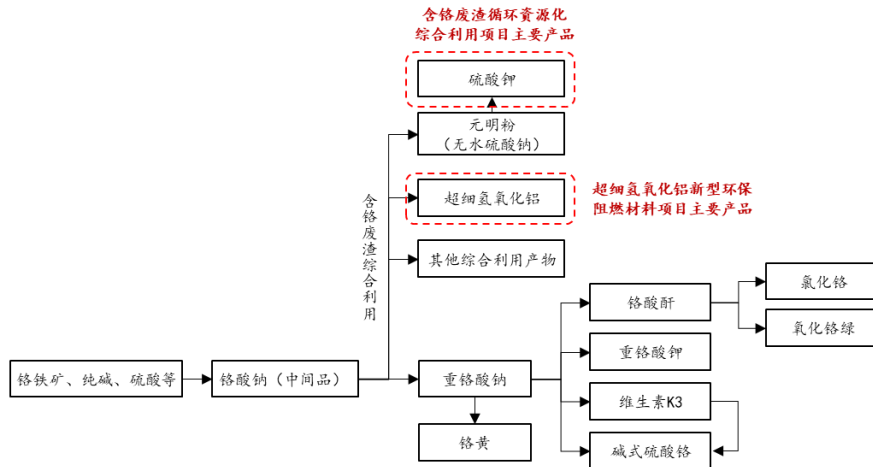 含铬废渣循环资源化
综合利用项目主要产品
硫酸钾
元明粉
（无水硫酸钠）
超细氢氧化铝
超细氢氧化铝新型环保
阻燃材料项目主要产品
含铬废渣综合利用
其他综合利用产物
铬酸酐
氯化铬
氧化铬绿
铬铁矿、纯碱、硫酸等
铬酸钠（中间品）
重铬酸钠
重铬酸钾
维生素K3
铬黄
碱式硫酸铬